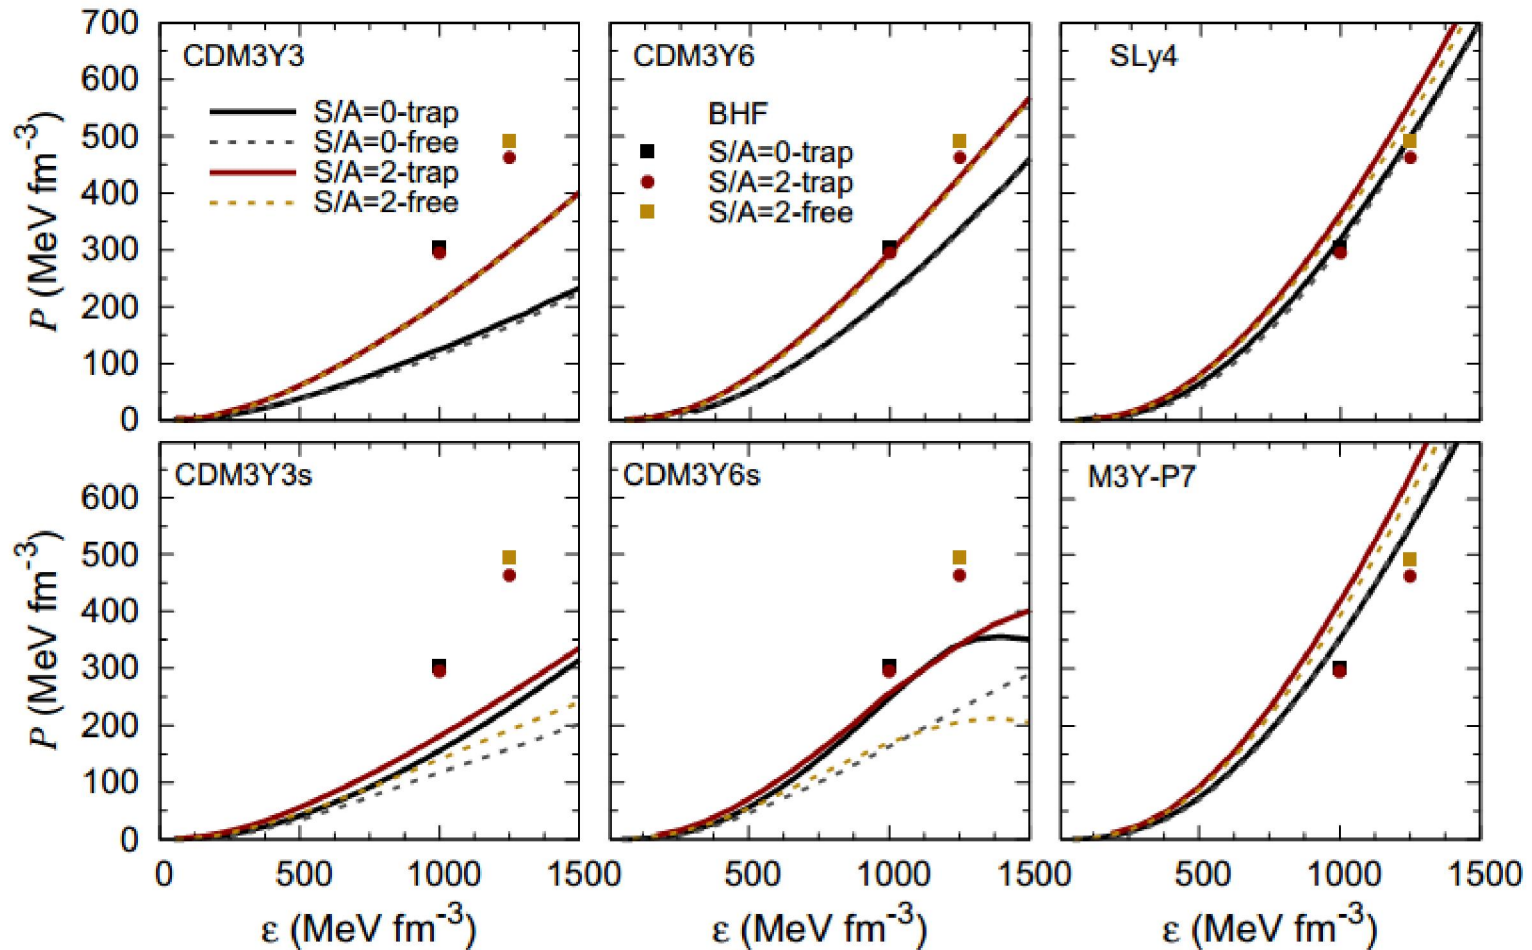 CDM3Y3
S/A=0-trap
S/A=0-free
S/A=2-trap
S/A=2-free
700
600
500
400
300
200
100
0
P (MeV fm⁻³)
CDM3Y6
BHF
S/A=0-trap
S/A=2-trap
S/A=2-free
SLy4
CDM3Y3s
600
500
400
300
200
100
0
P (MeV fm⁻³)
CDM3Y6s
M3Y-P7
0 500 1000 1500 500 1000 1500 500 1000 1500
ε (MeV fm⁻³) ε (MeV fm⁻³) ε (MeV fm⁻³)